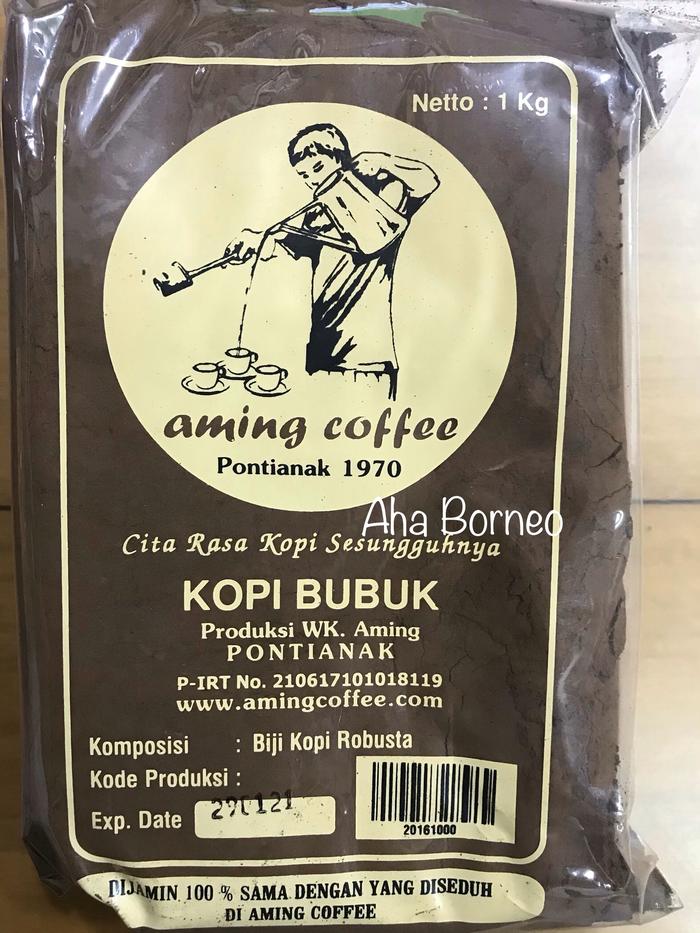 Netto : 1 Kg
aming coffee
Pontianak 1970
Aha Borneo
Cita Rasa Kopi Sesungguhnya
KOPI BUBUK
Produksi WK. Aming
PONTIANAK
P-IRT No. 210617101018119
www.amingcoffee.com
Komposisi : Biji Kopi Robusta
Kode Produksi :
Exp. Date 290121
20161000
DIJAMIN 100 % SAMA DENGAN YANG DISEDUH
DI AMING COFFEE